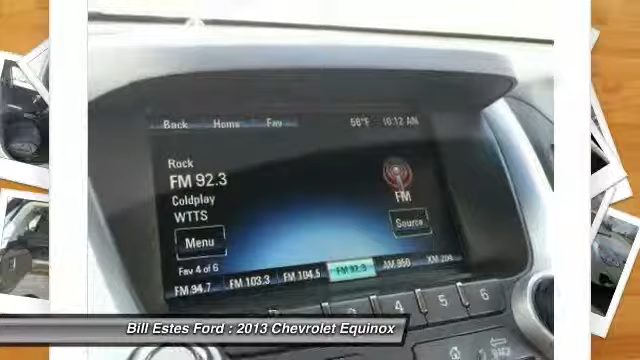 Back Home Fav 56°F 10:12 AM
Rock
FM 92.3
Coldplay
WTTS
FM
Menu
Source
Fav 4 of 6
FM 94.7 FM 103.3 FM 104.5 FM 92.3 AM 950 XM 204
4 5 6
Bill Estes Ford : 2013 Chevrolet Equinox